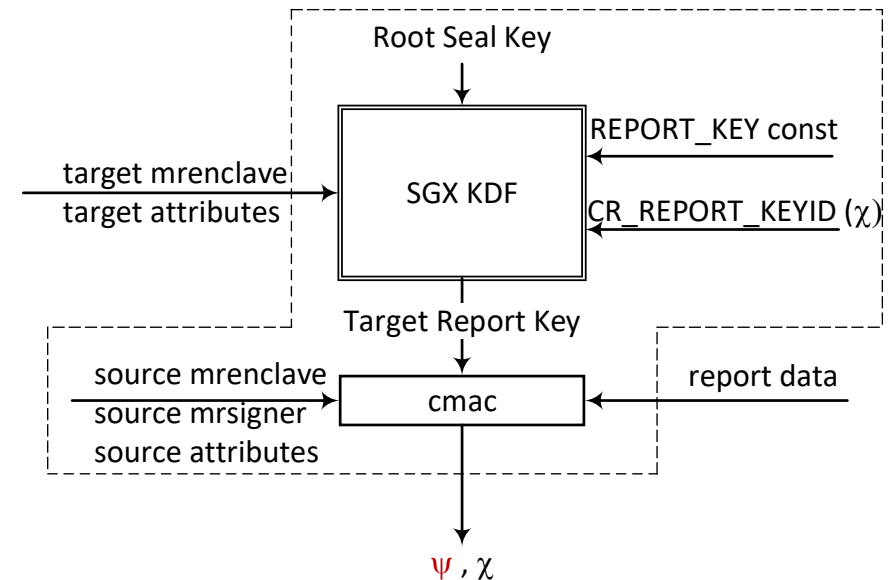 Root Seal Key
REPORT_KEY const
target mrenclave
SGX KDF
target attributes
CR_REPORT_KEYID (χ)
Target Report Key
source mrenclave
report data
cmac
source mrsigner
source attributes
ψ , χ